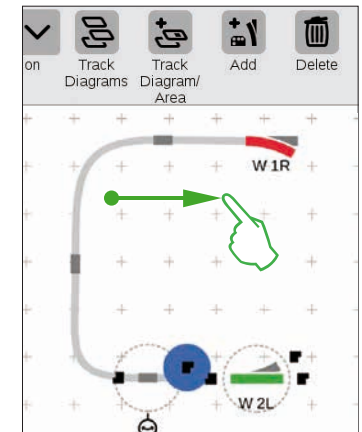 on
Track
Diagrams
Track
Diagram/
Area
Add
Delete
W 1R
W 2L